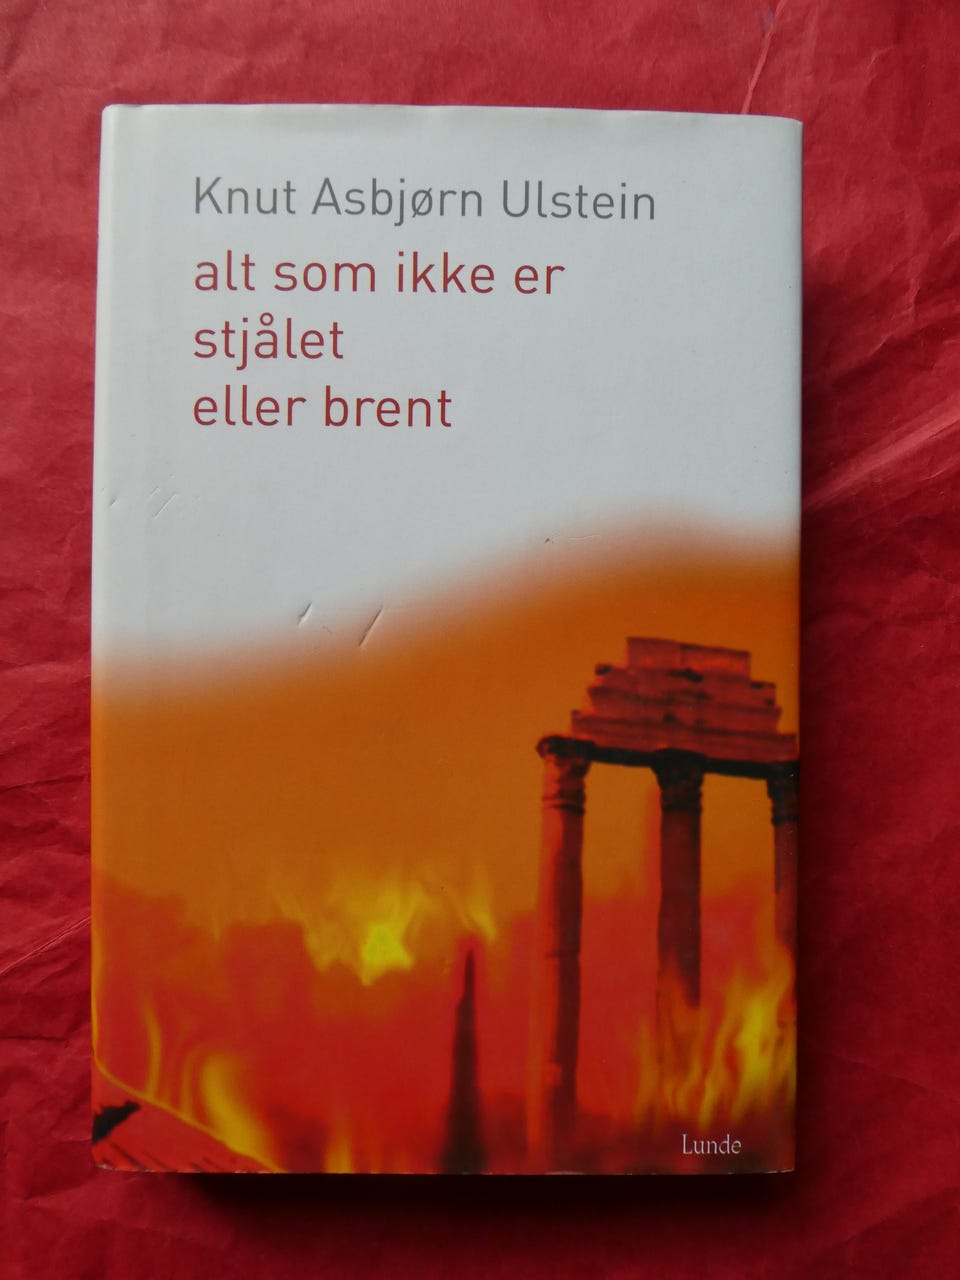 Knut Asbjørn Ulstein
alt som ikke er
stjålet
eller brent
Lunde